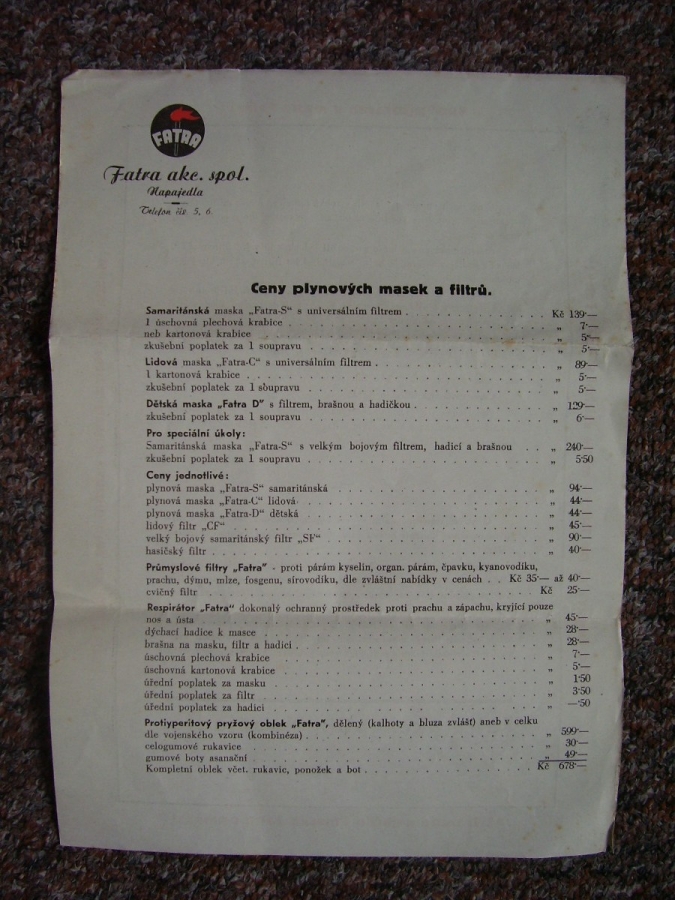 FATRA
Fatra akc. spol.
Napajedla
Telefon čís. 5, 6.
Ceny plynových masek a filtrů.
Samaritánská maska „Fatra-S" s universálním filtrem . . . Kč 139·—
1 úschovná plechová krabice . . . „ 7·—
neb kartonová krabice . . . „ 5·—
zkušební poplatek za 1 soupravu . . . „ 5·—
Lidová maska „Fatra-C" s universálním filtrem . . . „ 89·—
1 kartonová krabice . . . „ 5·—
zkušební poplatek za 1 soupravu . . . „ 5·—
Dětská maska „Fatra D" s filtrem, brašnou a hadičkou . . . „ 129·—
zkušební poplatek za 1 soupravu . . . „ 6·—
Pro speciální úkoly:
Samaritánská maska „Fatra-S" s velkým bojovým filtrem, hadicí a brašnou . . „ 240·—
zkušební poplatek za 1 soupravu . . . „ 5·50
Ceny jednotlivé:
plynová maska „Fatra-S" samaritánská . . . „ 94·—
plynová maska „Fatra-C" lidová . . . „ 44·—
plynová maska „Fatra-D" dětská . . . „ 44·—
lidový filtr „CF" . . . „ 45·—
velký bojový samaritánský filtr „SF" . . . „ 90·—
hasičský filtr . . . „ 40·—
Průmyslové filtry „Fatra" - proti párám kyselin, organ. párám, čpavku, kyanovodíku,
prachu, dýmu, mlze, fosgenu, sirovodíku, dle zvláštní nabídky v cenách . . Kč 35·— až 40·—
cvičný filtr . . . Kč 25·—
Respirátor „Fatra" dokonalý ochranný prostředek proti prachu a zápachu, kryjící pouze
nos a ústa . . . „ 45·—
dýchací hadice k masce . . . „ 28·—
brašna na masku, filtr a hadici . . . „ 28·—
úschovná plechová krabice . . . „ 7·—
úschovná kartonová krabice . . . „ 5·—
úřední poplatek za masku . . . „ 1·50
úřední poplatek za filtr . . . „ 3·50
úřední poplatek za hadici . . . „ —·50
Protiyperitový pryžový oblek „Fatra", dělený (kalhoty a bluza zvlášť) aneb v celku
dle vojenského vzoru (kombinéza) . . . „ 599·—
celogumové rukavice . . . „ 30·—
gumové boty asanační . . . „ 49·—
Kompletní oblek včet. rukavic, ponožek a bot . . . Kč 678·—